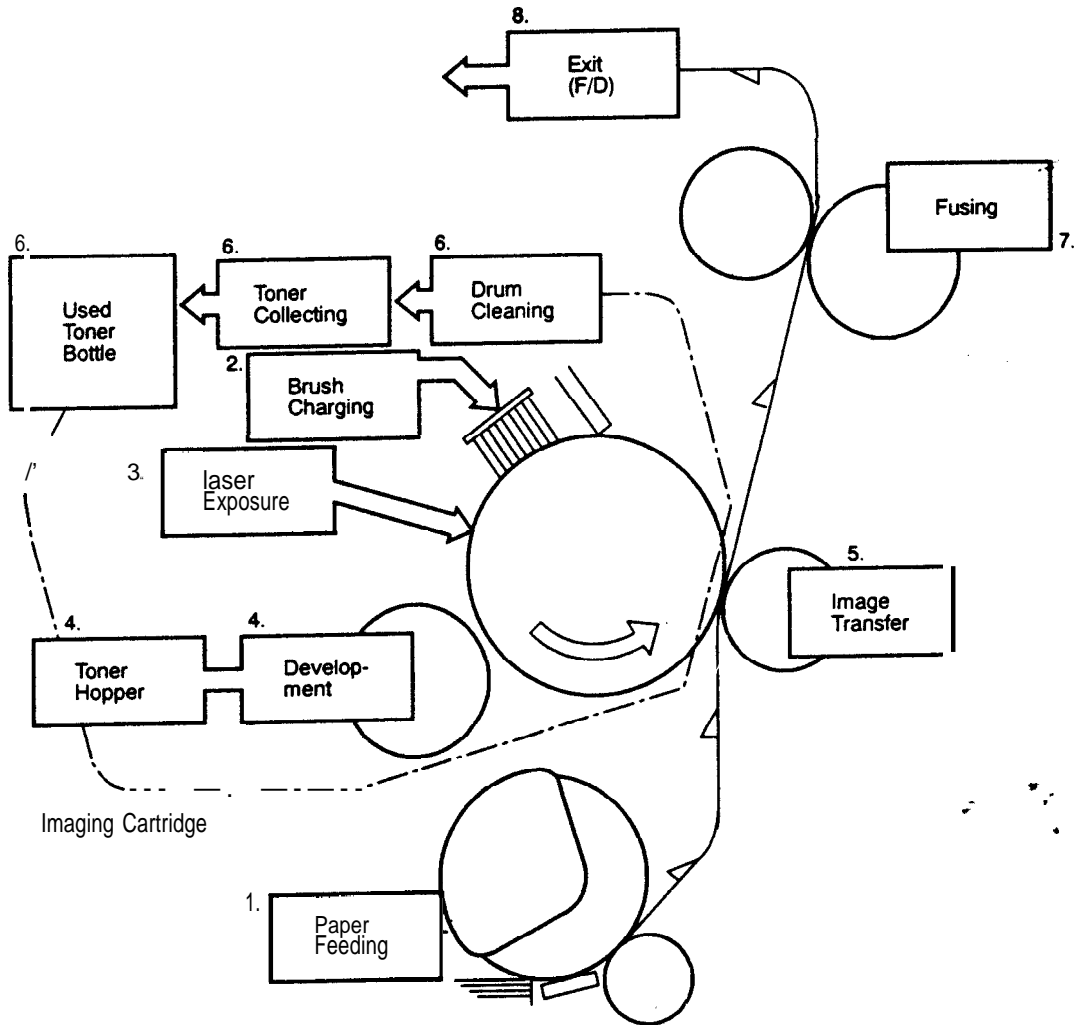 8.
Exit
(F/D)
Fusing
7.
6.
Used
Toner
Bottle
6.
Toner
Collecting
6.
Drum
Cleaning
2.
Brush
Charging
3.
laser
Exposure
5.
Image
Transfer
4.
Toner
Hopper
4.
Develop-
ment
Imaging Cartridge
1.
Paper
Feeding